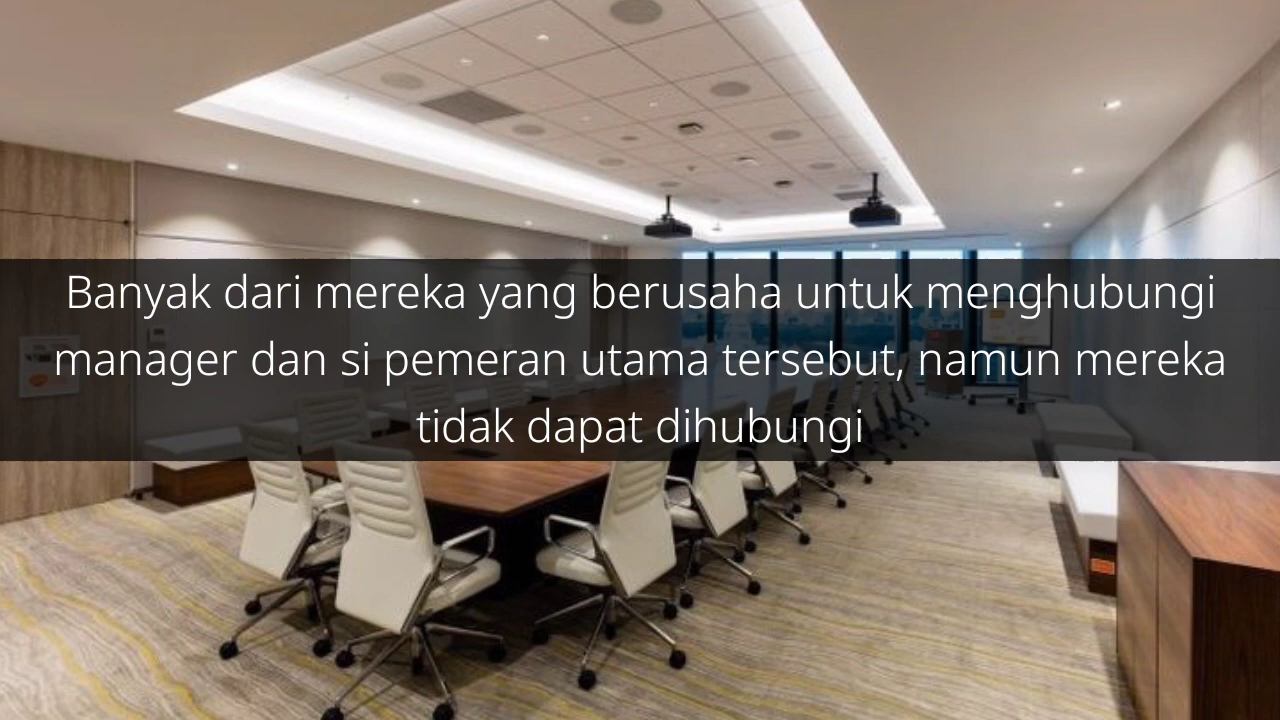 Banyak dari mereka yang berusaha untuk menghubungi
manager dan si pemeran utama tersebut, namun mereka
tidak dapat dihubungi